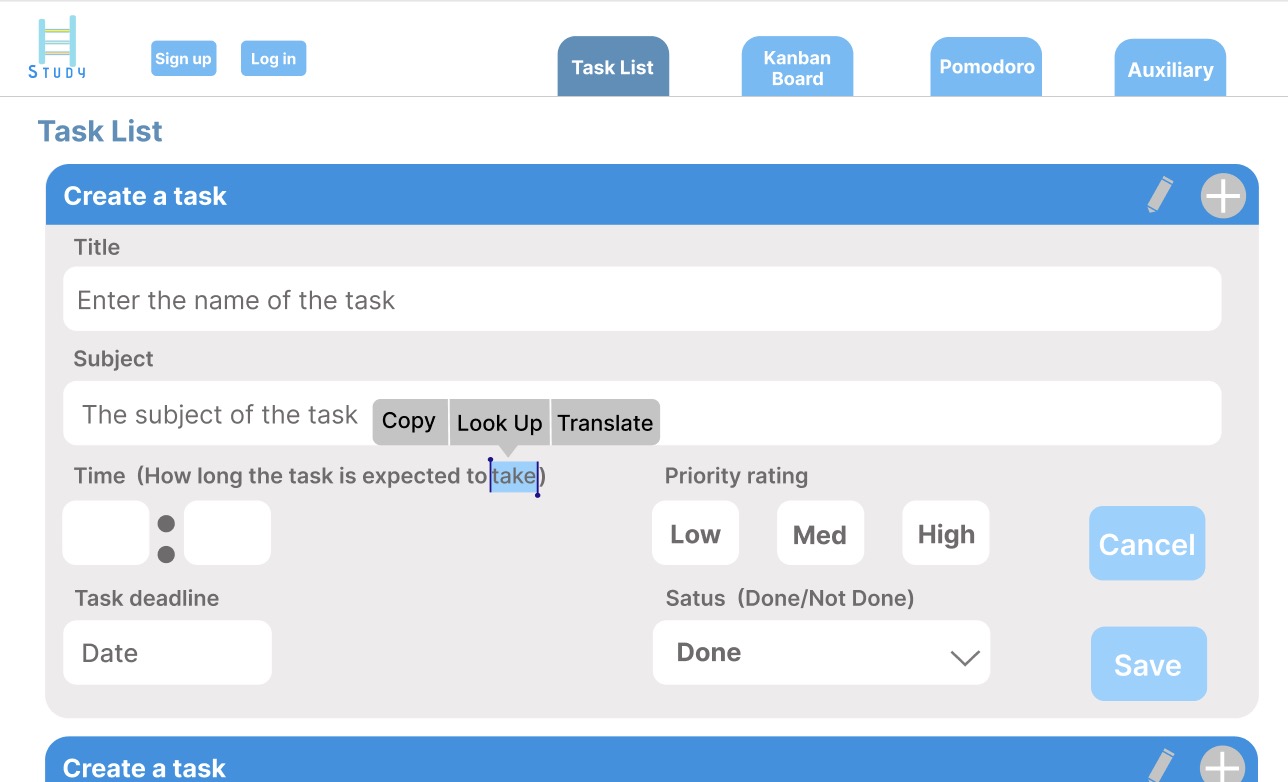 STUDY
Sign up
Log in
Task List
Kanban
Board
Pomodoro
Auxiliary
Task List
Create a task
Title
Enter the name of the task
Subject
The subject of the task
Copy
Look Up
Translate
Time (How long the task is expected to take)
Priority rating
Low
Med
High
Cancel
Task deadline
Satus (Done/Not Done)
Date
Done
Save
Create a task